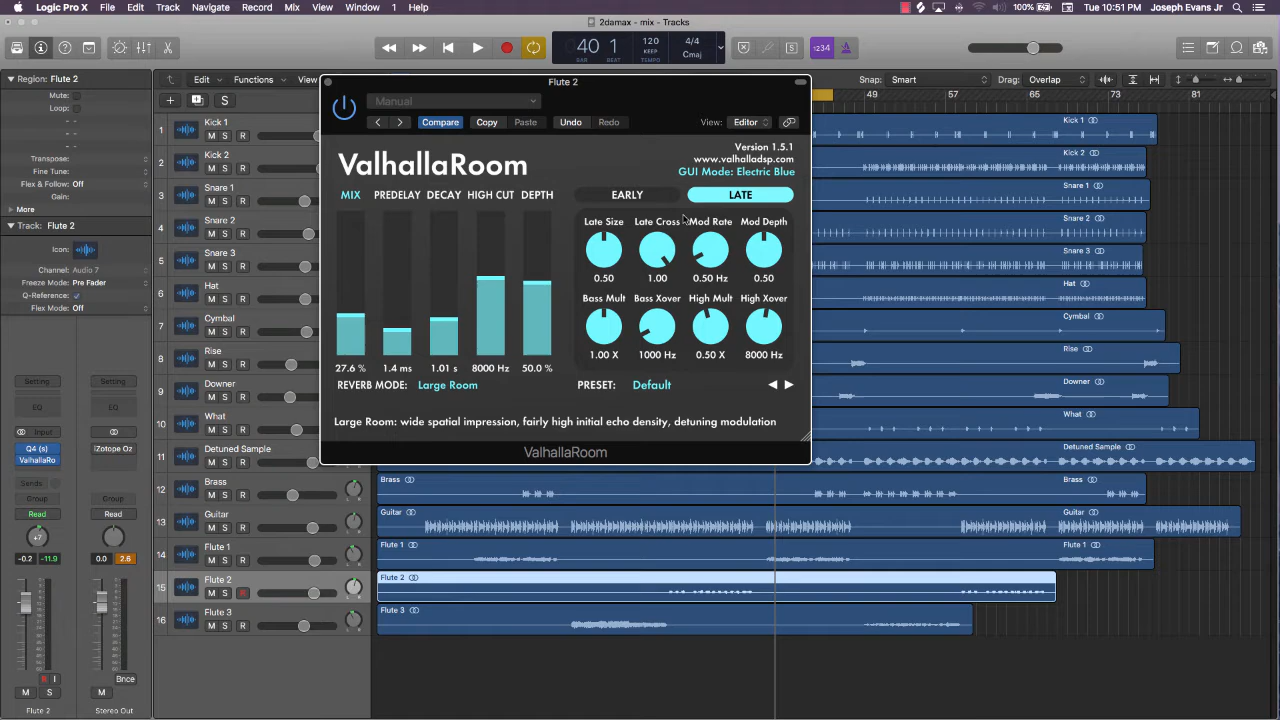 Logic Pro X File Edit Track Navigate Record Mix View Window 1 Help
100% Tue 10:51 PM Joseph Evans Jr
2damax - mix - Tracks
40 1 120 4/4
BAR BEAT KEEP TEMPO Cmaj
1234
Region: Flute 2
Mute:
Loop:
Transpose:
Fine Tune:
Flex & Follow: Off
Gain:
More
Track: Flute 2
Icon:
Channel: Audio 7
Freeze Mode: Pre Fader
Q-Reference:
Flex Mode: Off
Setting Setting
EQ EQ
Input
Q4 (s) iZotope Oz
ValhallaRo
Sends
Group Group
Read Read
+7
-0.2 -11.9 0.0 2.6
R I Bnce
M S M
Flute 2 Stereo Out
Edit Functions View
Snap: Smart Drag: Overlap
49 57 65 73 81
1 Kick 1 M S R
2 Kick 2 M S R
3 Snare 1 M S R
4 Snare 2 M S R
5 Snare 3 M S R
6 Hat M S R
7 Cymbal M S R
8 Rise M S R
9 Downer M S R
10 What M S R
11 Detuned Sample M S R
12 Brass M S R
13 Guitar M S R
14 Flute 1 M S R
15 Flute 2 M S R
16 Flute 3 M S R
Kick 1
Kick 2
Snare 1
Snare 2
Snare 3
Hat
Cymbal
Rise
Downer
What
Detuned Sample
Brass Brass
Guitar Guitar
Flute 1 Flute 1
Flute 2
Flute 3
Flute 2
Manual
Compare Copy Paste Undo Redo View: Editor
ValhallaRoom
Version 1.5.1
www.valhalladsp.com
GUI Mode: Electric Blue
MIX PREDELAY DECAY HIGH CUT DEPTH
EARLY LATE
Late Size Late Cross Mod Rate Mod Depth
0.50 1.00 0.50 Hz 0.50
Bass Mult Bass Xover High Mult High Xover
1.00 X 1000 Hz 0.50 X 8000 Hz
27.6 % 1.4 ms 1.01 s 8000 Hz 50.0 %
REVERB MODE: Large Room
PRESET: Default
Large Room: wide spatial impression, fairly high initial echo density, detuning modulation
ValhallaRoom